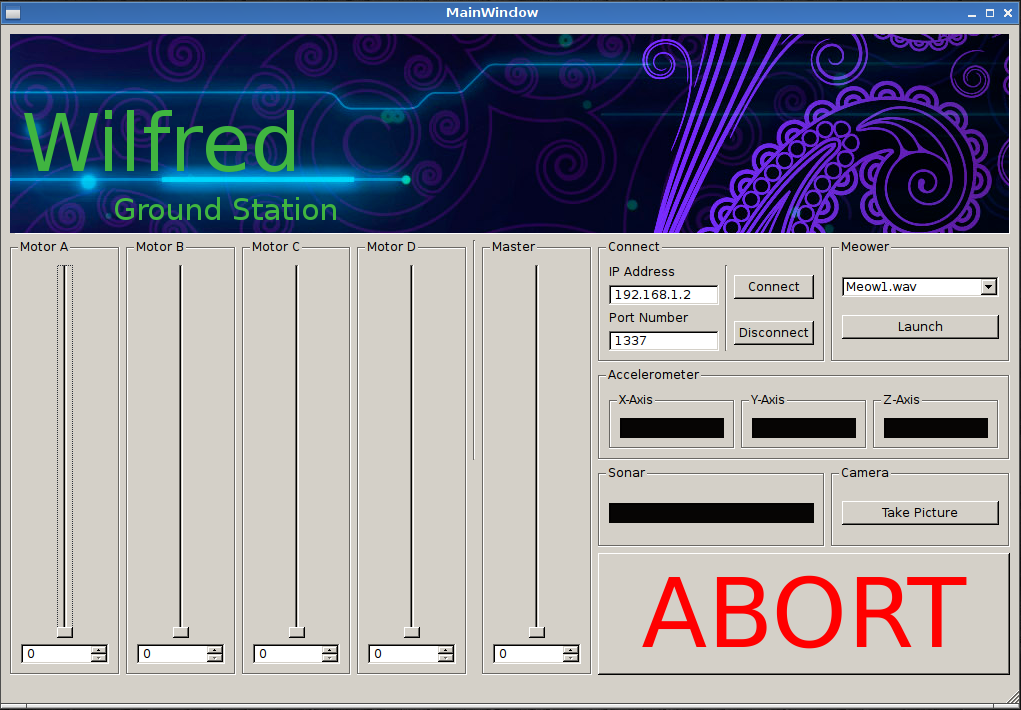 MainWindow
Wilfred
Ground Station
Motor A
Motor B
Motor C
Motor D
Master
Connect
Meower
IP Address
192.168.1.2
Connect
Port Number
1337
Disconnect
Meow1.wav
Launch
Accelerometer
X-Axis
Y-Axis
Z-Axis
Sonar
Camera
Take Picture
0
0
0
0
0
ABORT